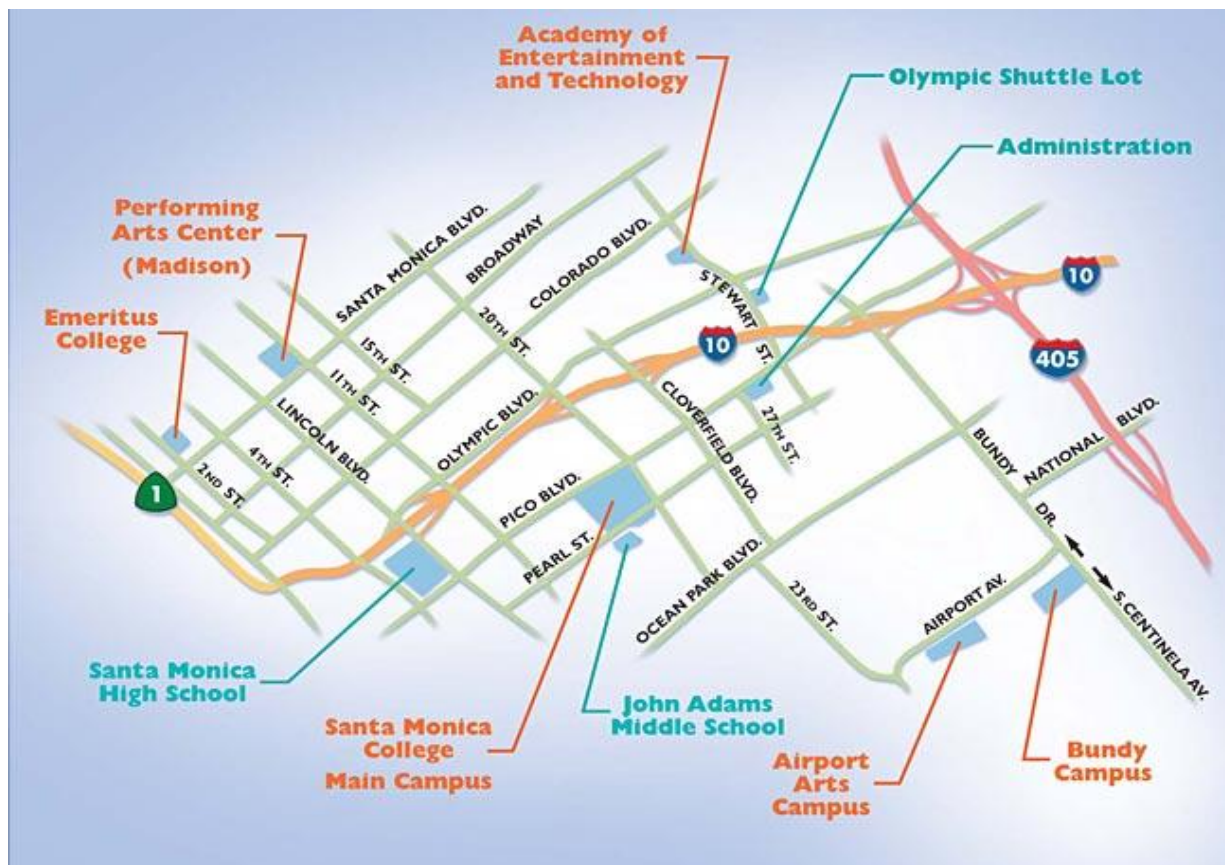 Academy of
Entertainment
and Technology
Olympic Shuttle Lot
Administration
Performing
Arts Center
(Madison)
Emeritus
College
SANTA MONICA BLVD.
BROADWAY
COLORADO BLVD.
STEWART ST.
20TH ST.
15TH ST.
11TH ST.
LINCOLN BLVD.
4TH ST.
2ND ST.
OLYMPIC BLVD.
10
10
405
1
CLOVERFIELD BLVD.
27TH ST.
PICO BLVD.
PEARL ST.
OCEAN PARK BLVD.
23RD ST.
BUNDY DR.
NATIONAL BLVD.
AIRPORT AV.
S. CENTINELA AV.
Santa Monica
High School
Santa Monica
College
Main Campus
John Adams
Middle School
Airport
Arts
Campus
Bundy
Campus